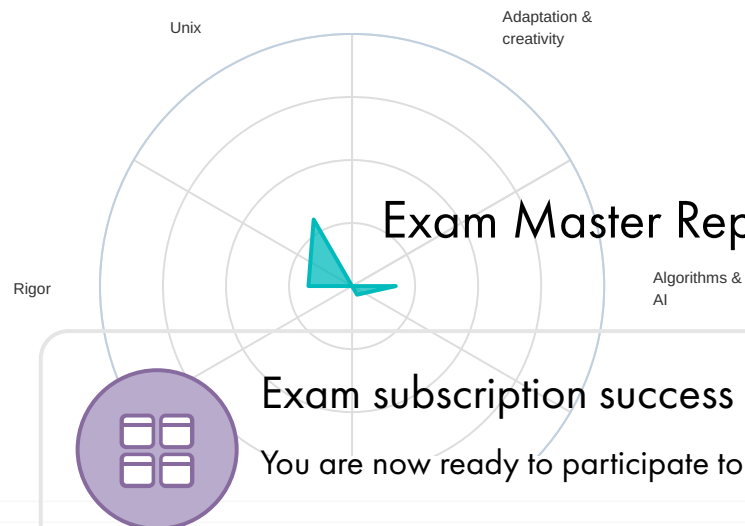 Unix
Adaptation &
creativity
Exam Master Rep
Rigor
Algorithms &
AI
Exam subscription success
You are now ready to participate to